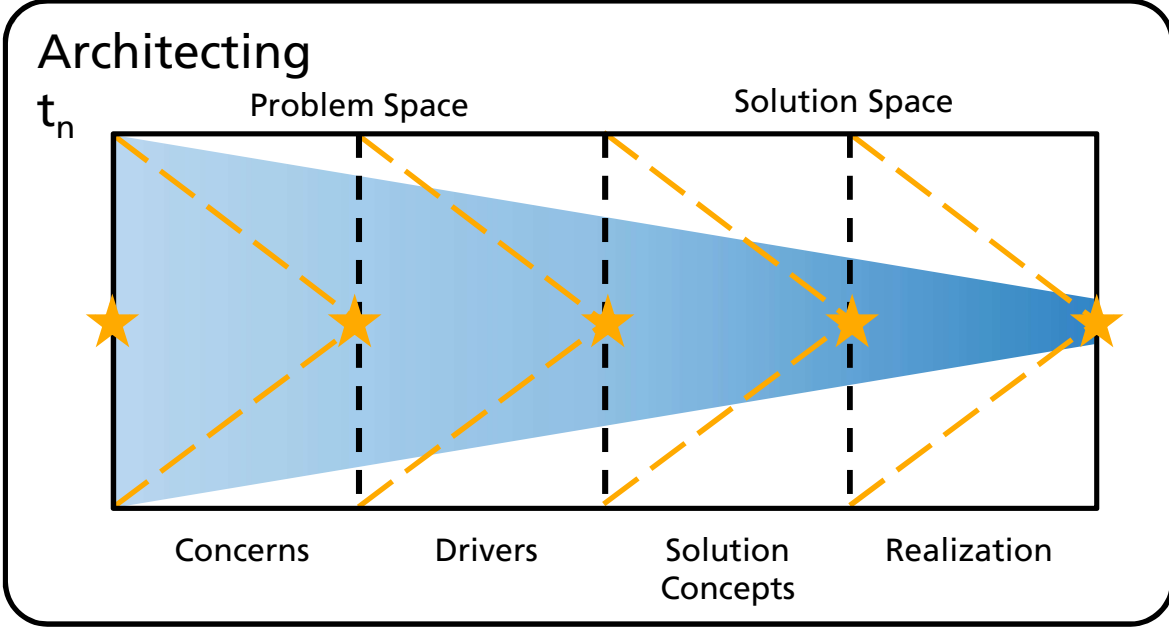 Architecting
tn
Problem Space
Solution Space
Concerns
Drivers
Solution
Concepts
Realization